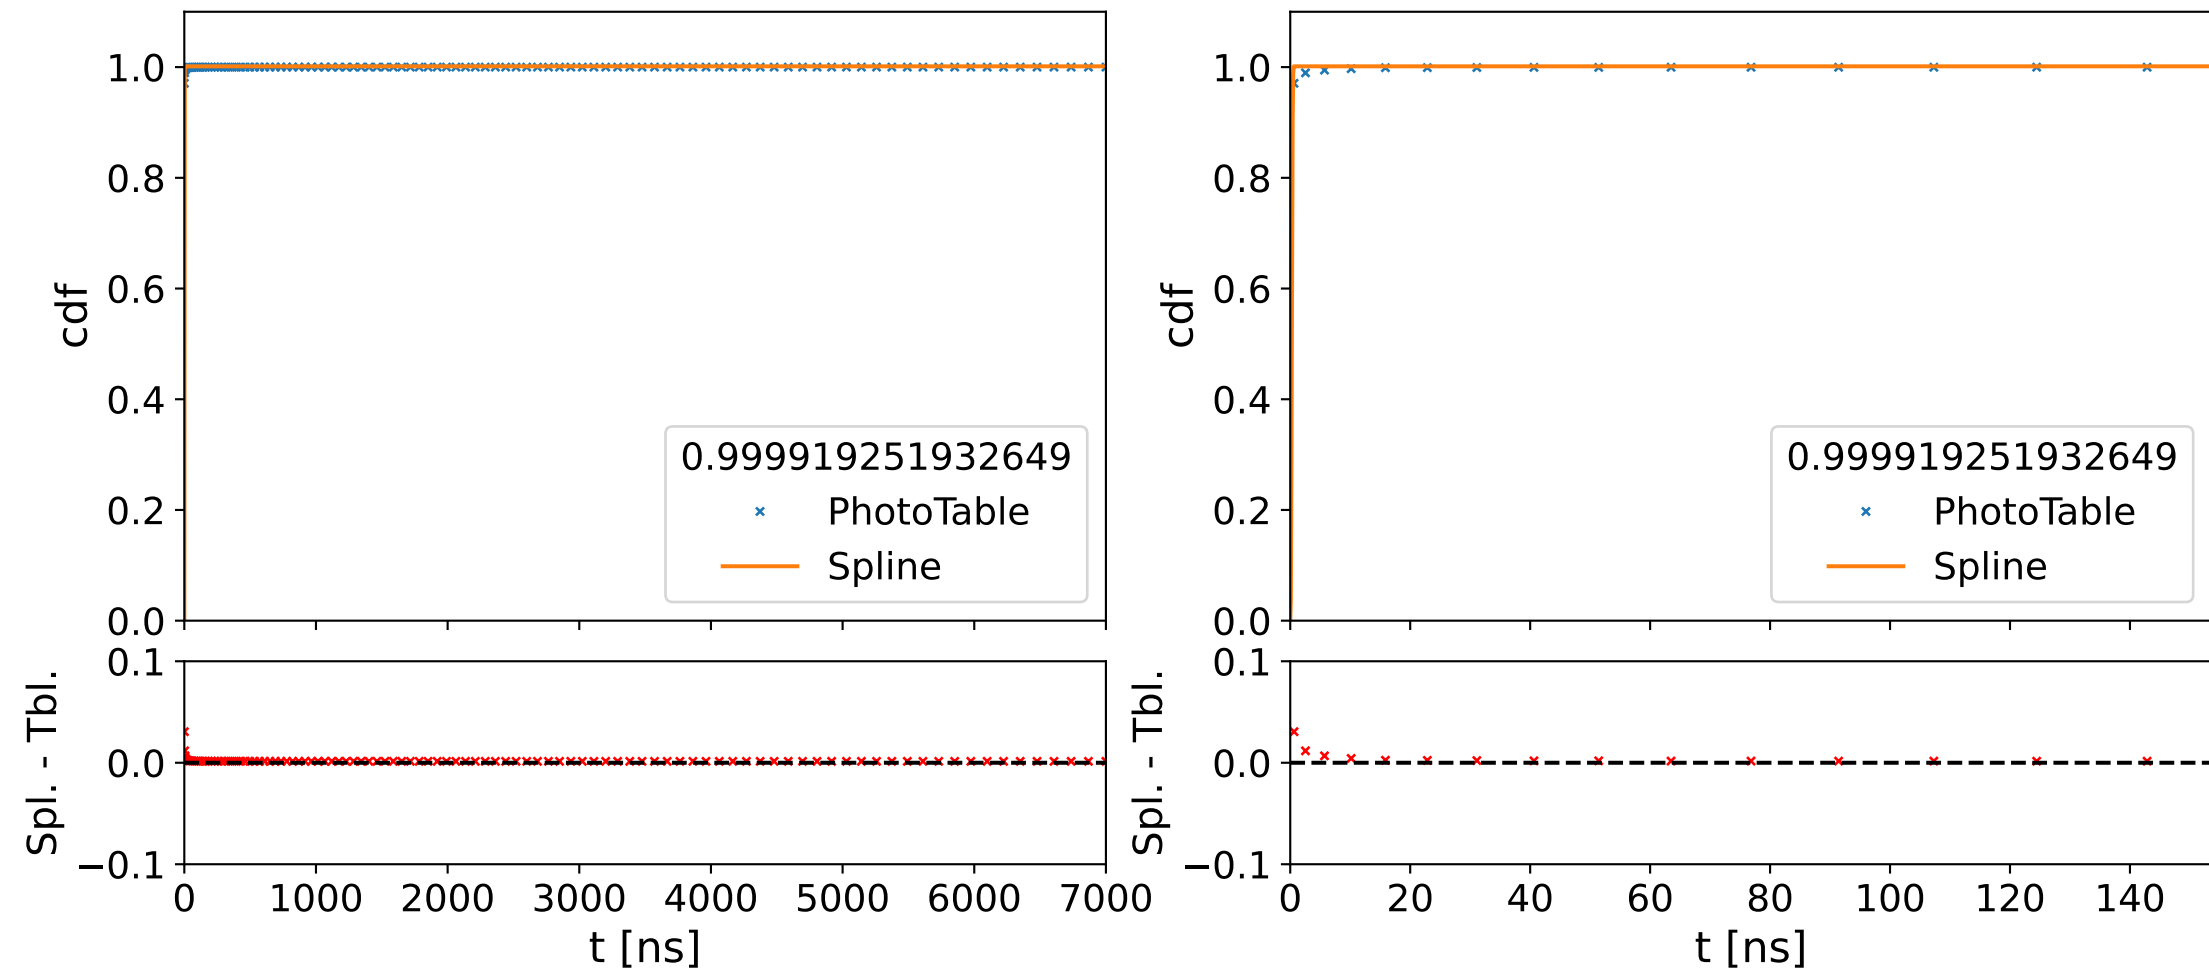 1.0
0.8
0.6
0.4
0.2
0.0
cdf
0.999919251932649
PhotoTable
Spline
0.1
0.0
−0.1
Spl. - Tbl.
0 1000 2000 3000 4000 5000 6000 7000
t [ns]
1.0
0.8
0.6
0.4
0.2
0.0
cdf
0.999919251932649
PhotoTable
Spline
0.1
0.0
−0.1
Spl. - Tbl.
0 20 40 60 80 100 120 140
t [ns]